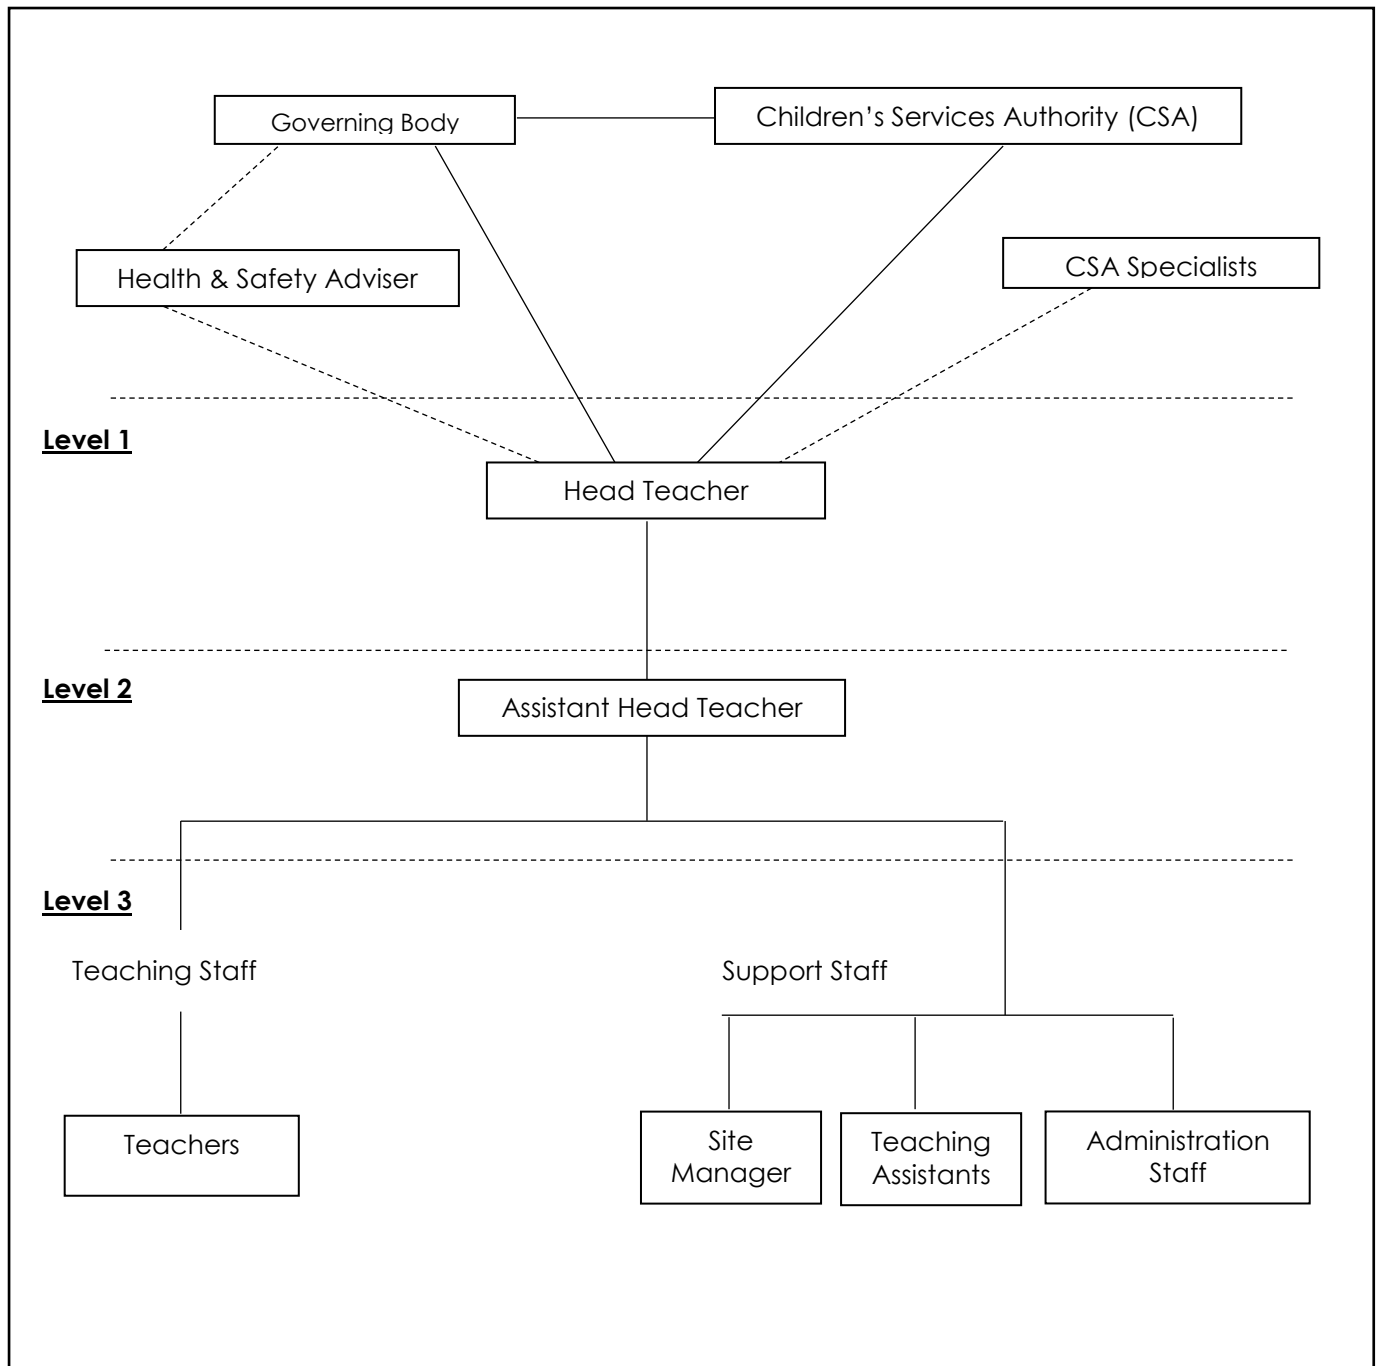 Governing Body
Children’s Services Authority (CSA)
Health & Safety Adviser
CSA Specialists
Level 1
Head Teacher
Level 2
Assistant Head Teacher
Level 3
Teaching Staff
Support Staff
Teachers
Site
Manager
Teaching
Assistants
Administration
Staff